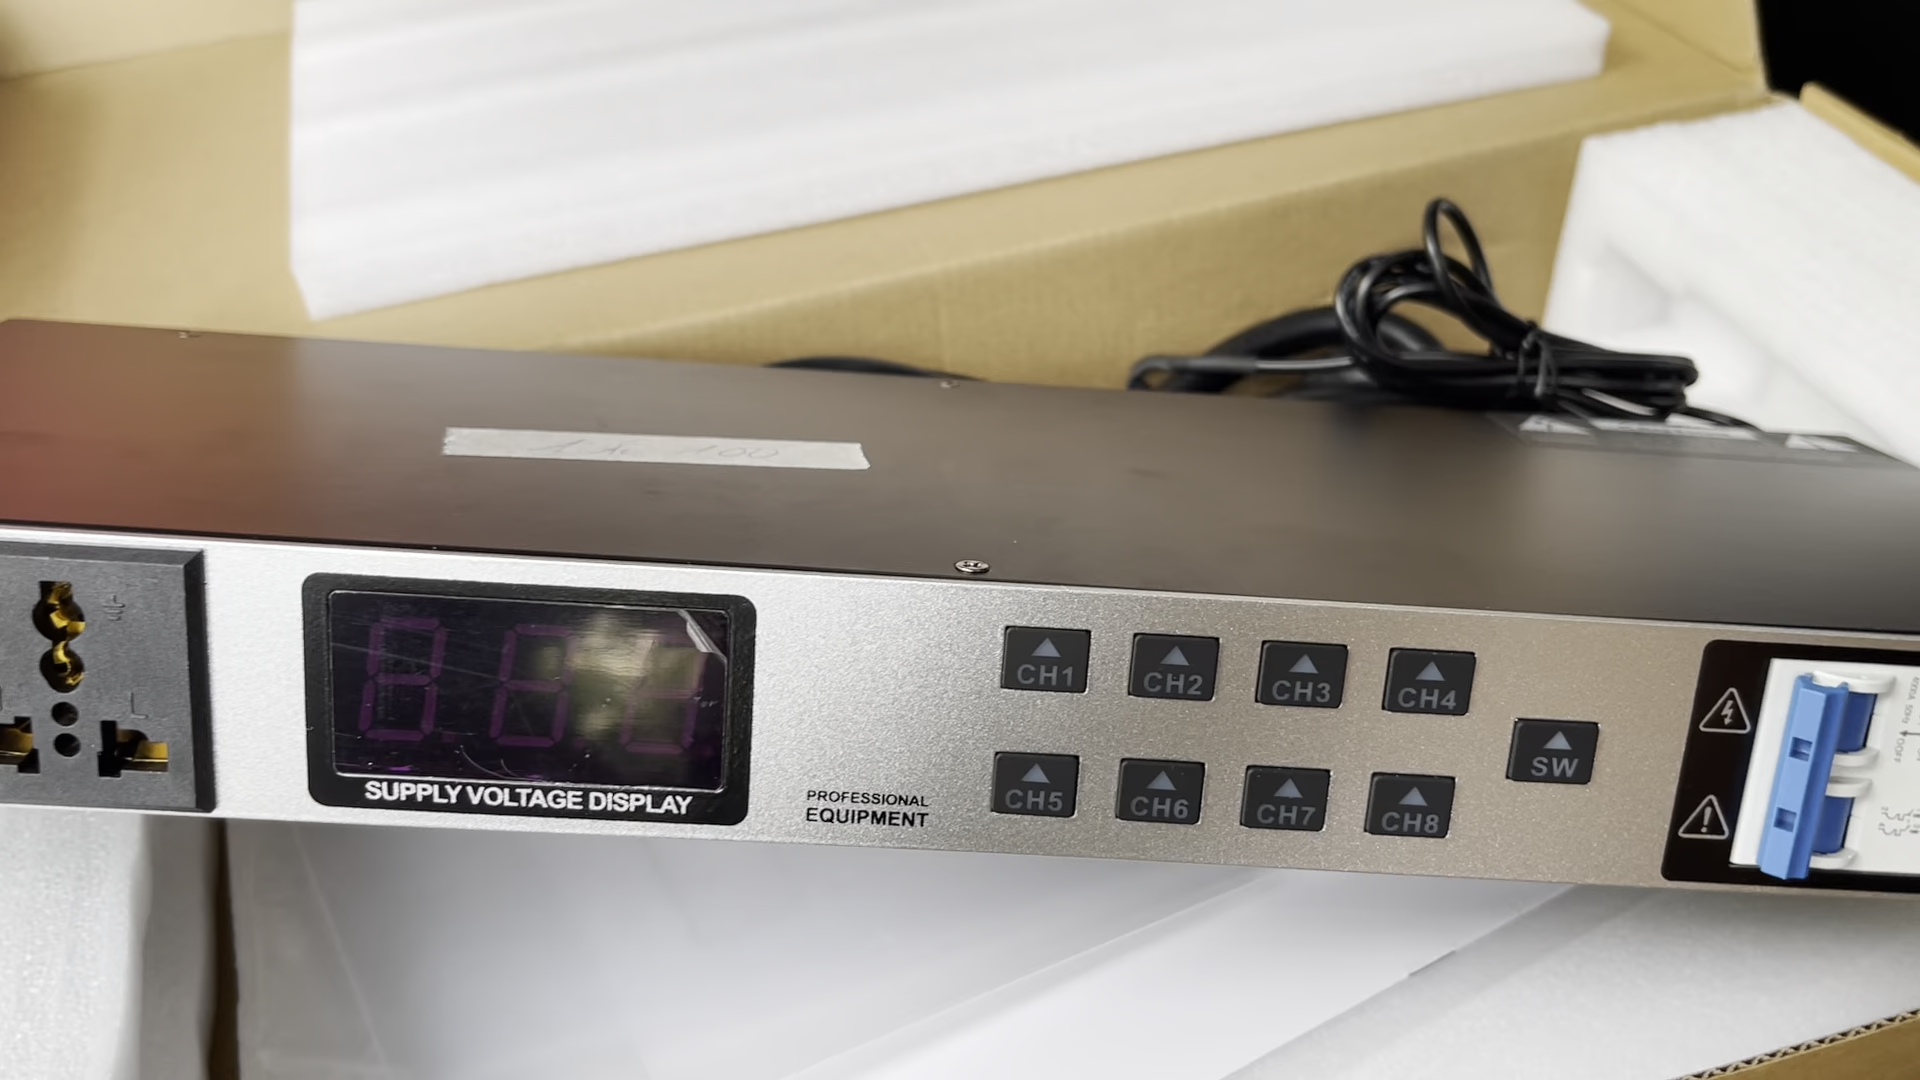 L
SUPPLY VOLTAGE DISPLAY
PROFESSIONAL
EQUIPMENT
CH1
CH2
CH3
CH4
CH5
CH6
CH7
CH8
SW